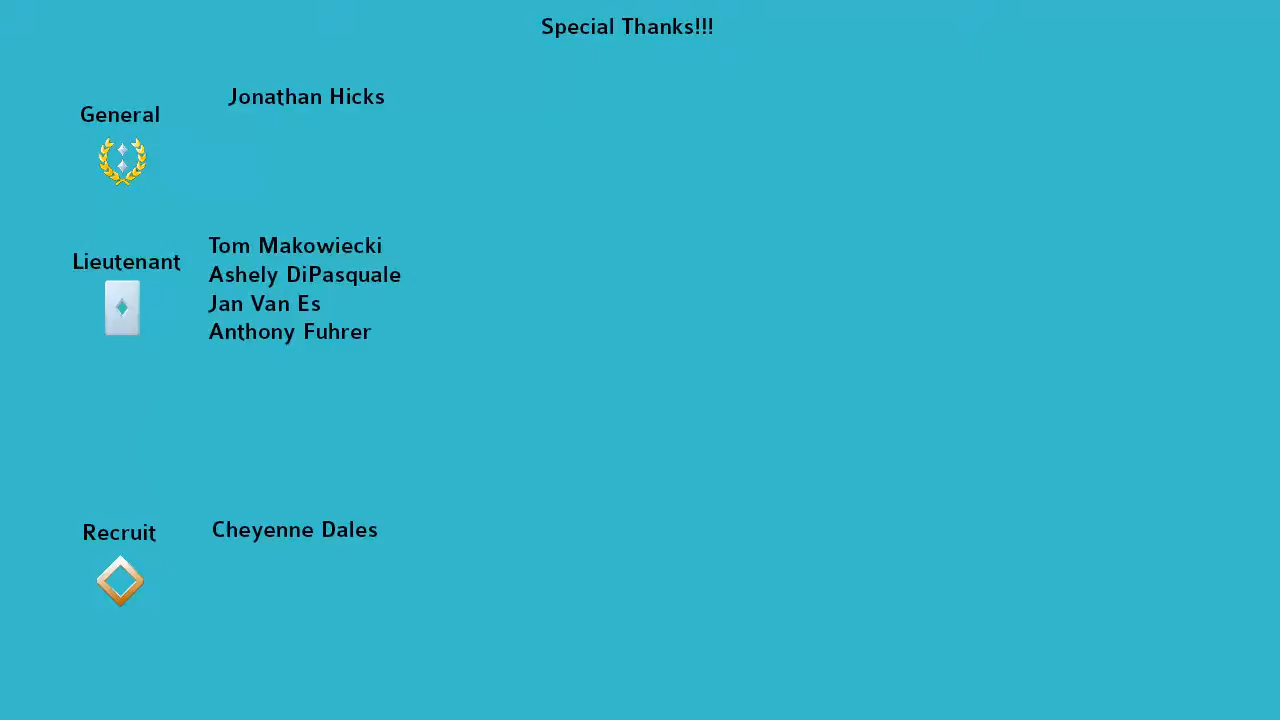 Special Thanks!!!
General
Jonathan Hicks
Lieutenant
Tom Makowiecki
Ashely DiPasquale
Jan Van Es
Anthony Fuhrer
Recruit
Cheyenne Dales